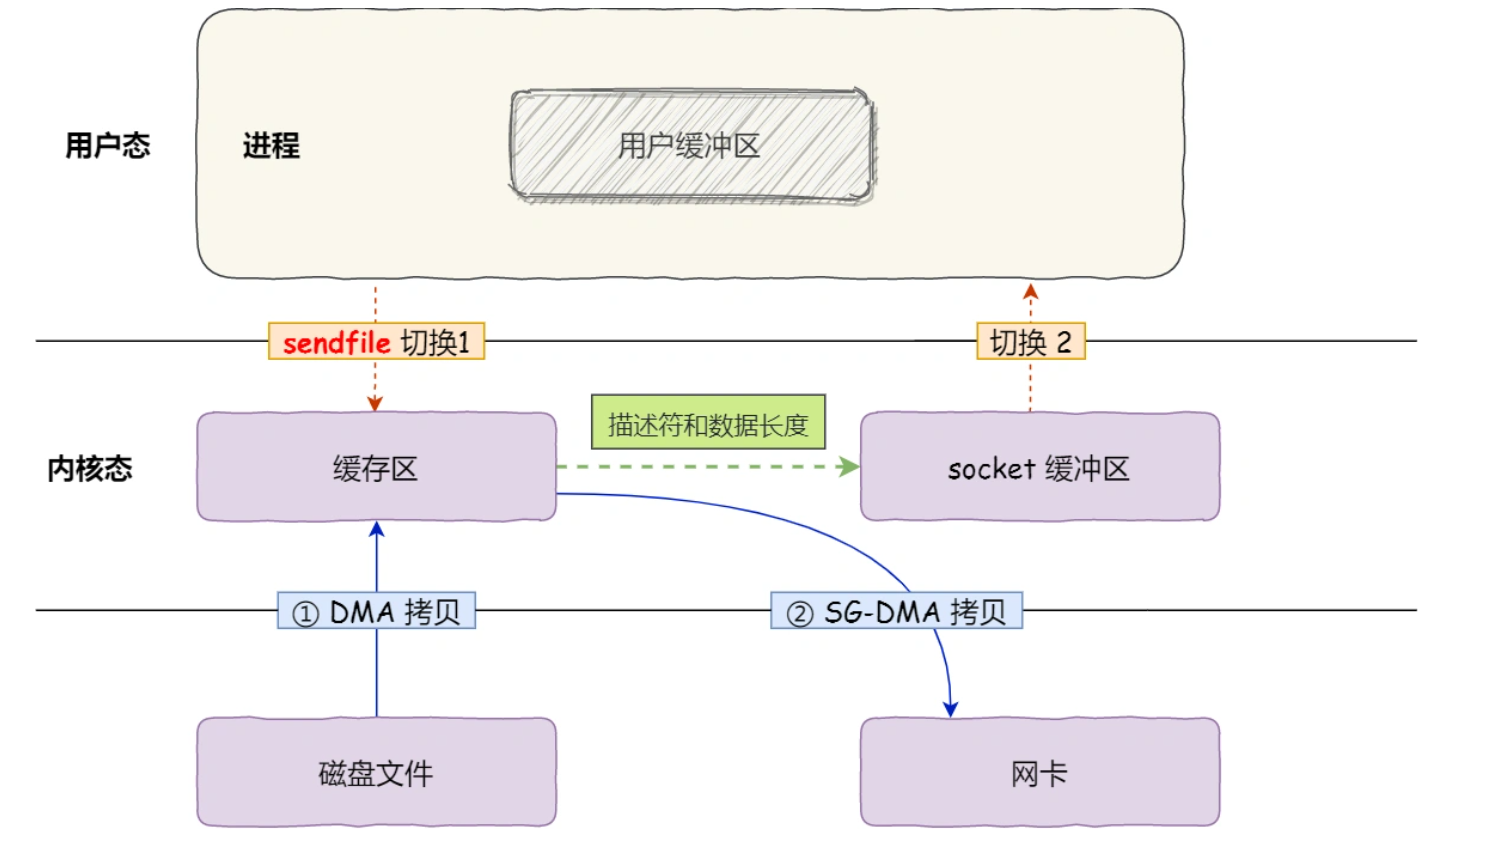 用户态
进程
用户缓冲区
sendfile 切换1
切换 2
描述符和数据长度
内核态
缓存区
socket 缓冲区
① DMA 拷贝
② SG-DMA 拷贝
磁盘文件
网卡